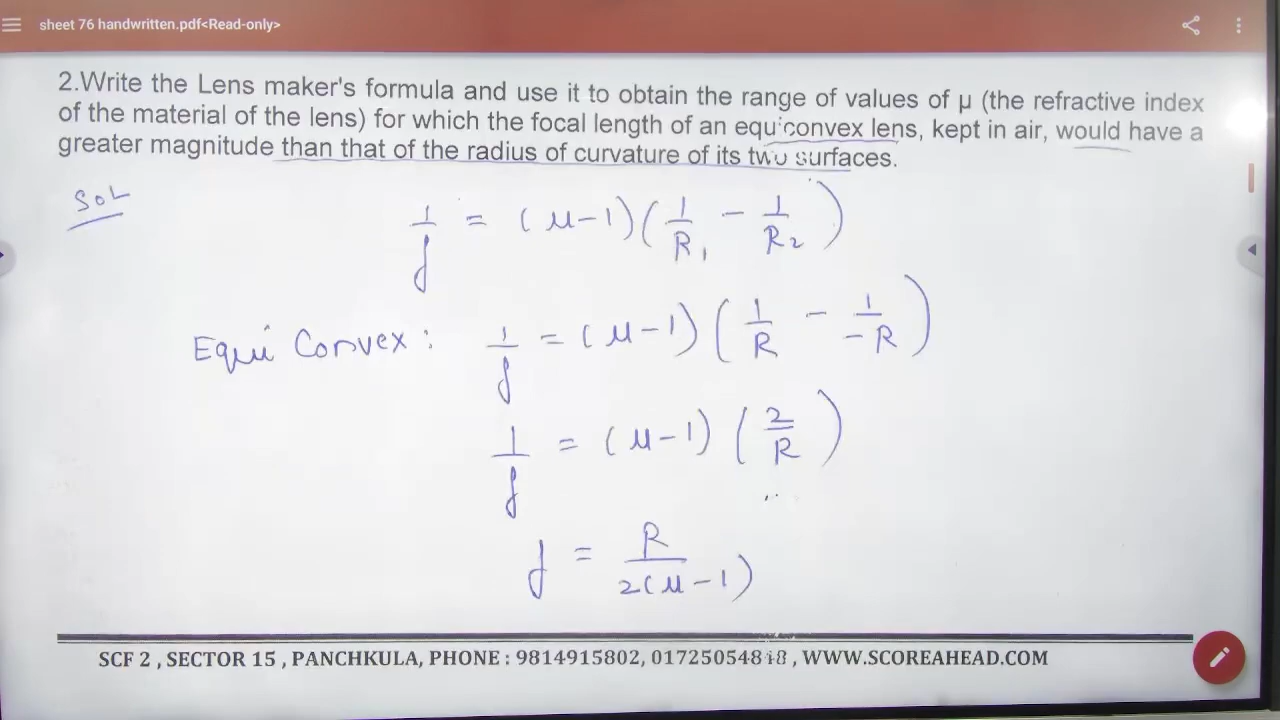 sheet 76 handwritten.pdf<Read-only>
2.Write the Lens maker's formula and use it to obtain the range of values of μ (the refractive index
of the material of the lens) for which the focal length of an equiconvex lens, kept in air, would have a
greater magnitude than that of the radius of curvature of its two surfaces.
Sol
1/f = (μ-1)(1/R₁ - 1/R₂)
Equi Convex: 1/f = (μ-1)(1/R - 1/-R)
1/f = (μ-1)(2/R)
f = R/2(μ-1)
SCF 2 , SECTOR 15 , PANCHKULA, PHONE : 9814915802, 01725054848 , WWW.SCOREAHEAD.COM